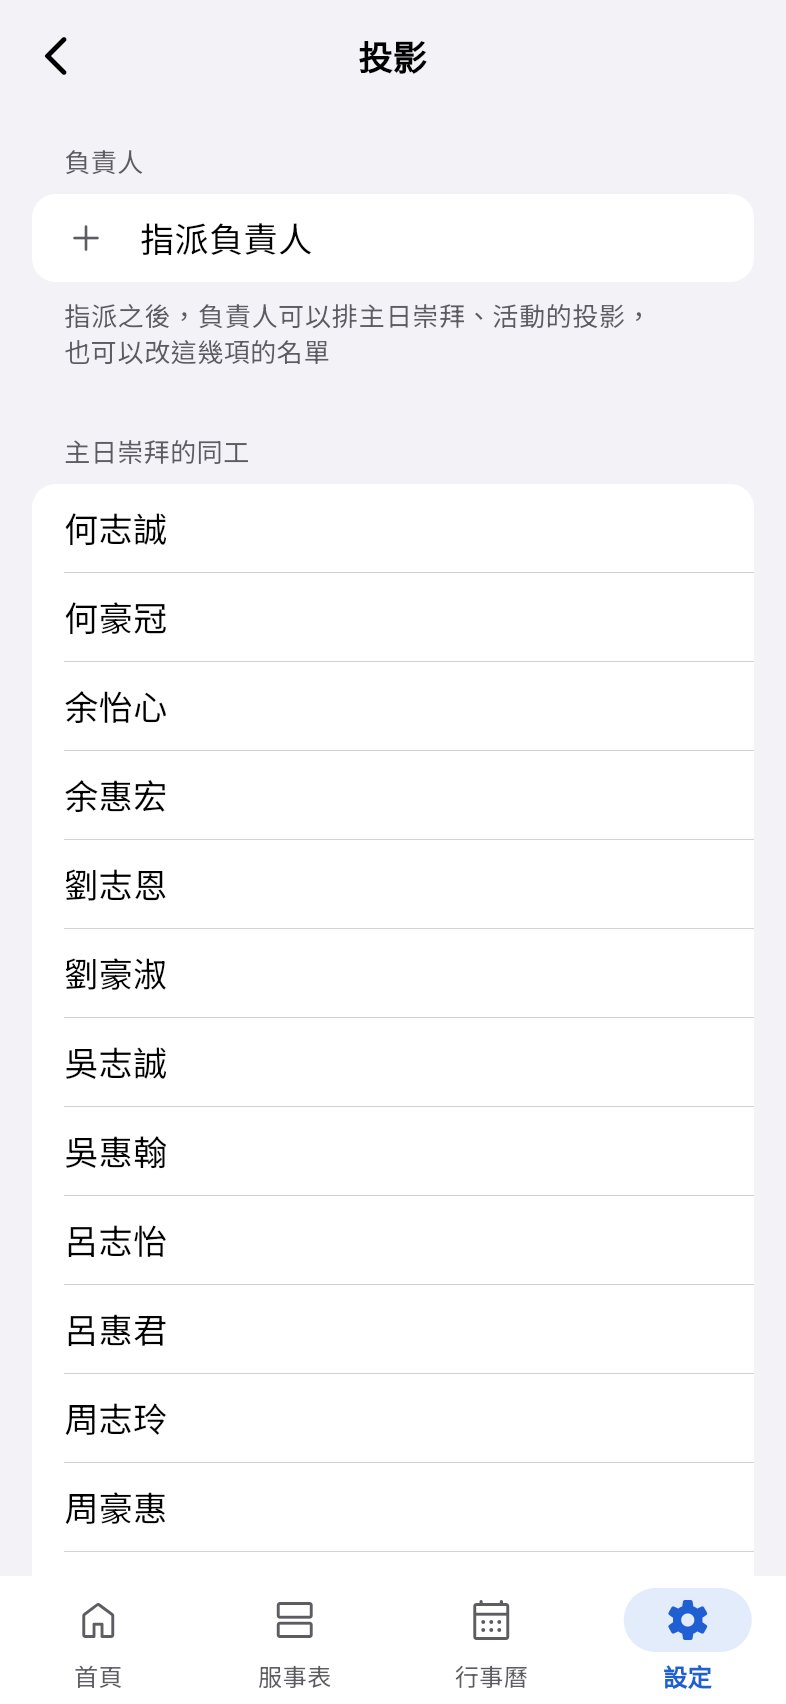 投影
負責人
指派負責人
指派之後，負責人可以排主日崇拜、活動的投影，
也可以改這幾項的名單
主日崇拜的同工
何志誠
何豪冠
余怡心
余惠宏
劉志恩
劉豪淑
吳志誠
吳惠翰
呂志怡
呂惠君
周志玲
周豪惠
首頁
服事表
行事曆
設定